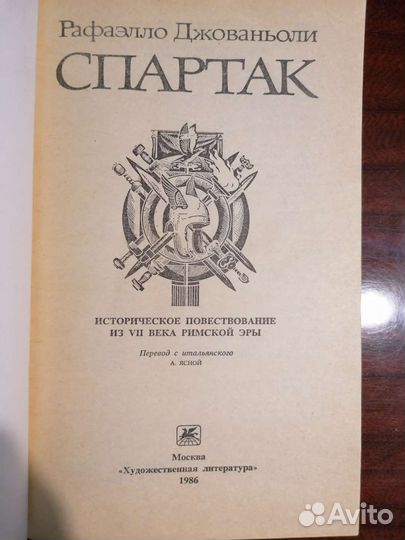 Рафаэлло Джованьоли
СПАРТАК
ИСТОРИЧЕСКОЕ ПОВЕСТВОВАНИЕ
ИЗ VII ВЕКА РИМСКОЙ ЭРЫ
Перевод с итальянского
А. ЯСНОЙ
Москва
«Художественная литература»
1986
Avito